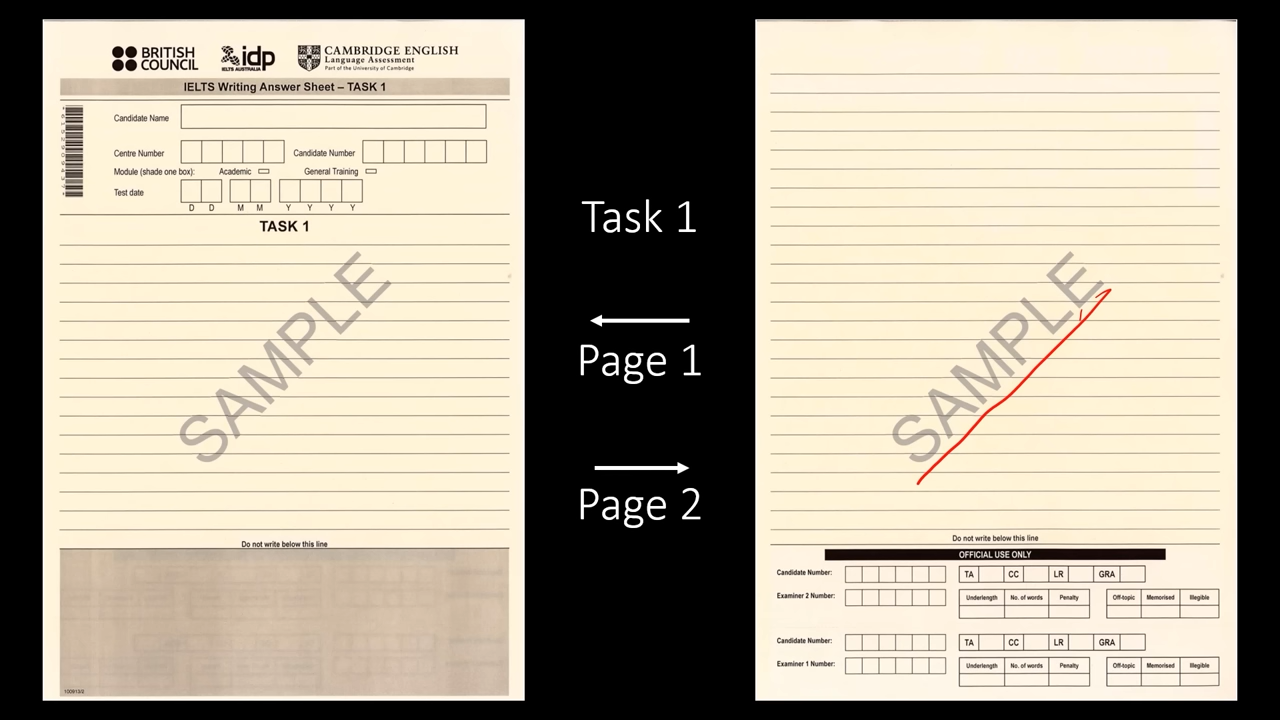 BRITISH COUNCIL
idp
IELTS AUSTRALIA
CAMBRIDGE ENGLISH
Language Assessment
Part of the University of Cambridge
IELTS Writing Answer Sheet – TASK 1
Candidate Name
Centre Number Candidate Number
Module (shade one box): Academic General Training
Test date
D D M M Y Y Y Y
TASK 1
SAMPLE
Do not write below this line
100913/2
Task 1
Page 1
Page 2
SAMPLE
Do not write below this line
OFFICIAL USE ONLY
Candidate Number: TA CC LR GRA
Examiner 2 Number: Underlength No. of words Penalty Off-topic Memorised Illegible
Candidate Number: TA CC LR GRA
Examiner 1 Number: Underlength No. of words Penalty Off-topic Memorised Illegible